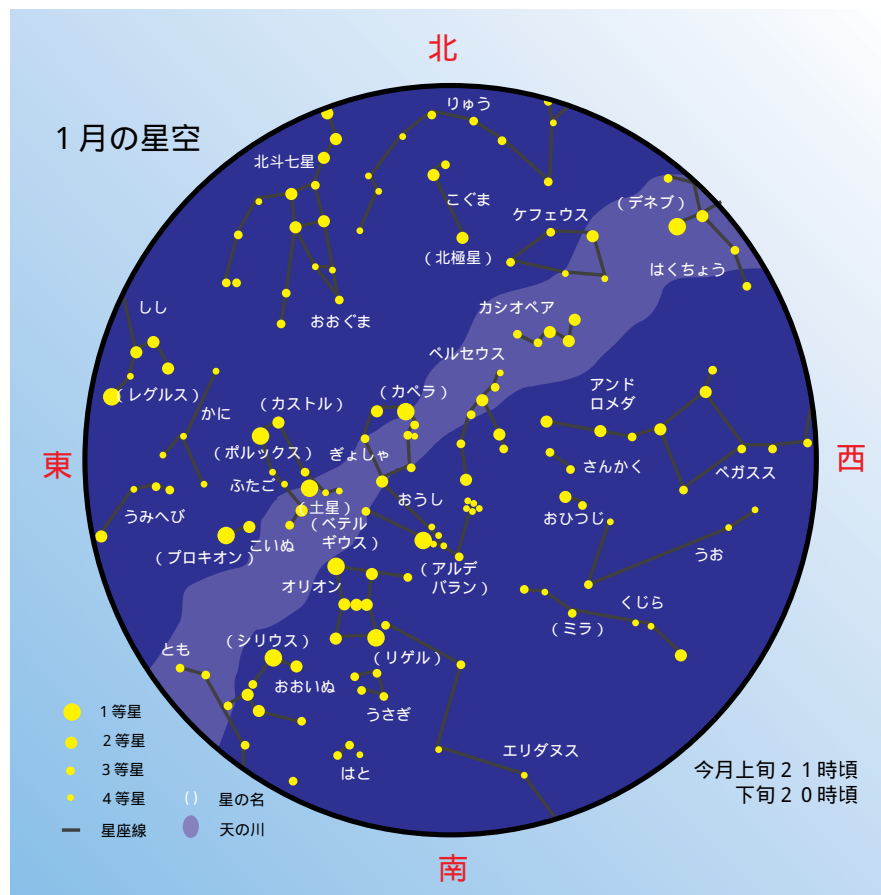 北
1月の星空
りゅう
北斗七星
こぐま
(デネブ)
ケフェウス
(北極星)
はくちょう
しし
おおぐま
カシオペア
ペルセウス
アンド
ロメダ
(レグルス)
(カストル)
(カペラ)
かに
(ポルックス)
ぎょしゃ
東
西
さんかく
ペガスス
ふたご
おうし
(土星)
うみへび
(ベテル
ギウス)
おひつじ
こいぬ
(プロキオン)
うお
オリオン
(アルデ
バラン)
くじら
(ミラ)
とも
(シリウス)
(リゲル)
おおいぬ
うさぎ
エリダヌス
はと
1等星
2等星
3等星
4等星
星座線
()
星の名
天の川
今月上旬21時頃
下旬20時頃
南